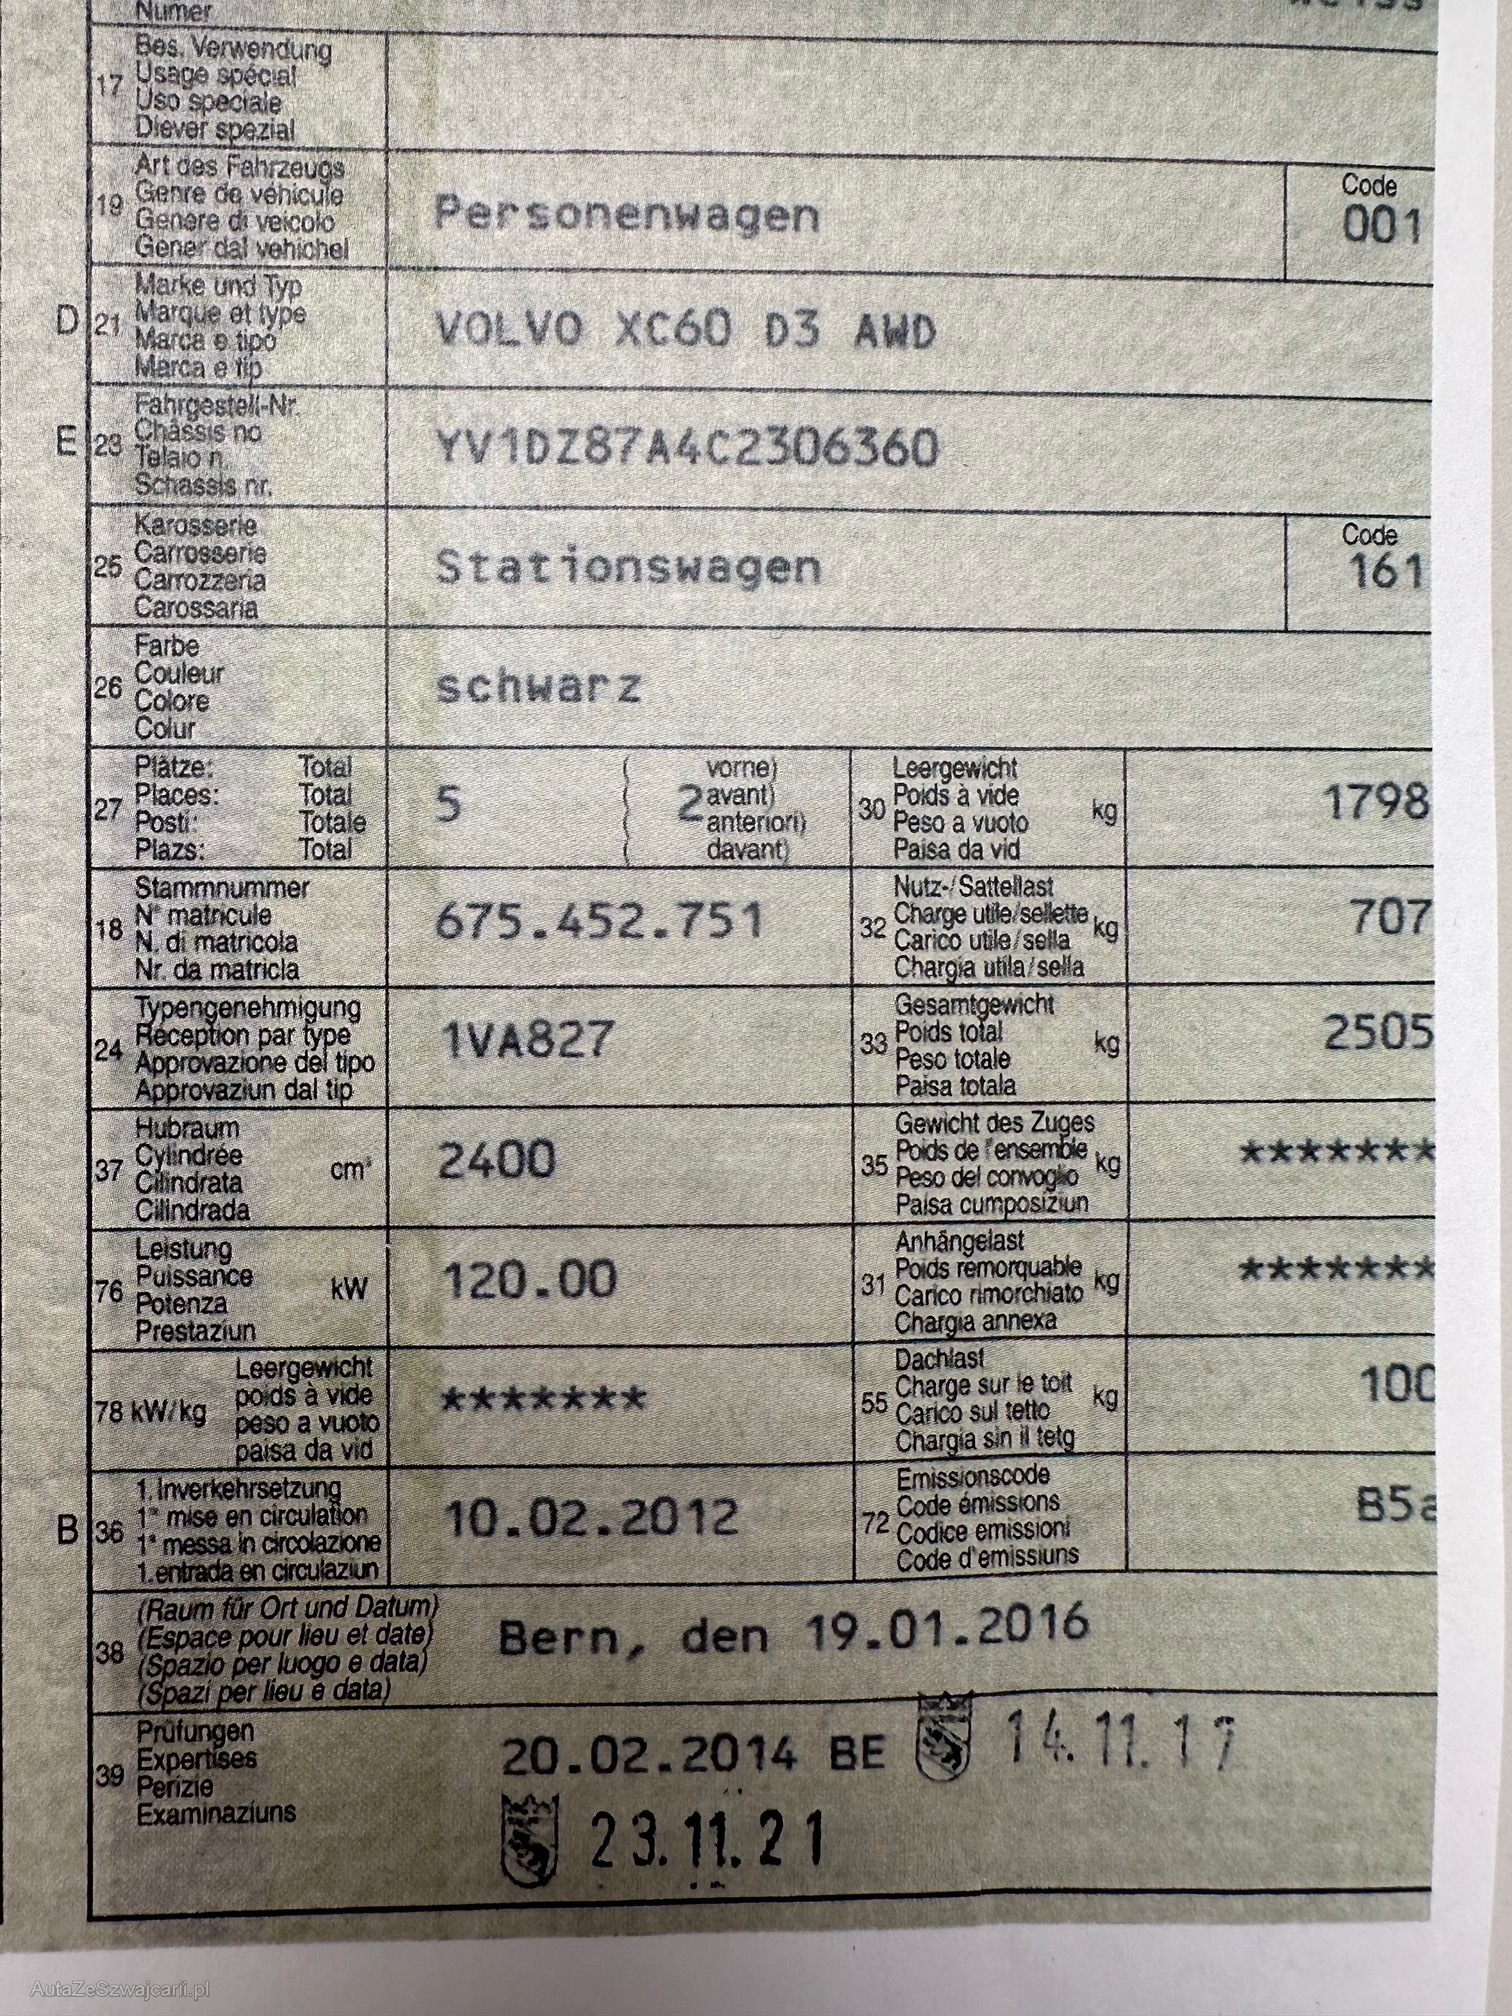 Numer
17 Bes. Verwendung
Usage spécial
Uso speciale
Diever spezial
19 Art des Fahrzeugs
Genre de véhicule
Genere di veicolo
Gener dal vehichel
Personenwagen
Code
001
D 21 Marke und Typ
Marque et type
Marca e tipo
Marca e tip
VOLVO XC60 D3 AWD
E 23 Fahrgestell-Nr.
Châssis no
Telaio n.
Schassis nr.
YV1DZ87A4C2306360
25 Karosserie
Carrosserie
Carrozzeria
Carossaria
Stationswagen
Code
161
26 Farbe
Couleur
Colore
Colur
schwarz
27 Plätze: Total
Places: Total
Posti: Totale
Plazs: Total
5
2
vorne)
avant)
anteriori)
davant)
30 Leergewicht
Poids à vide
Peso a vuoto
Paisa da vid
kg
1798
18 Stammnummer
N° matricule
N. di matricola
Nr. da matricla
675.452.751
32 Nutz-/Sattellast
Charge utile/sellette
Carico utile/sella
Chargia utila/sella
kg
707
24 Typengenehmigung
Réception par type
Approvazione del tipo
Approvaziun dal tip
1VA827
33 Gesamtgewicht
Poids total
Peso totale
Paisa totala
kg
2505
37 Hubraum
Cylindrée
Cilindrata
Cilindrada
cm³
2400
35 Gewicht des Zuges
Poids de l'ensemble
Peso del convoglio
Paisa cumposiziun
kg
*******
76 Leistung
Puissance
Potenza
Prestaziun
kW
120.00
31 Anhängelast
Poids remorquable
Carico rimorchiato
Chargia annexa
kg
*******
78 kW/kg
Leergewicht
poids à vide
peso a vuoto
paisa da vid
*******
55 Dachlast
Charge sur le toit
Carico sul tetto
Chargia sin il tetg
kg
100
B 36 1. Inverkehrsetzung
1re mise en circulation
1a messa in circolazione
1. entrada en circulaziun
10.02.2012
72 Emissionscode
Code émissions
Codice emissioni
Code d'emissiuns
B5a
38 (Raum für Ort und Datum)
(Espace pour lieu et date)
(Spazio per luogo e data)
(Spazi per lieu e data)
Bern, den 19.01.2016
39 Prüfungen
Expertises
Perizie
Examinaziuns
20.02.2014 BE 14.11.17
23.11.21
AutaZeSzwajcarii.pl